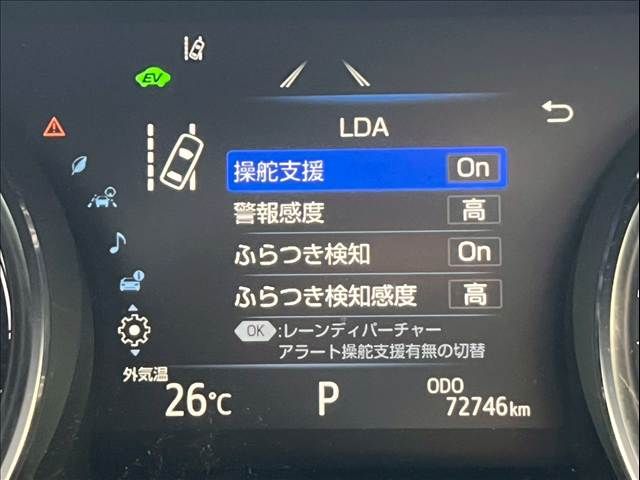 EV
LDA
操舵支援 On
警報感度 高
ふらつき検知 On
ふらつき検知感度 高
OK :レーンディパーチャー
アラート操舵支援有無の切替
外気温
26℃ P ODO
72746km